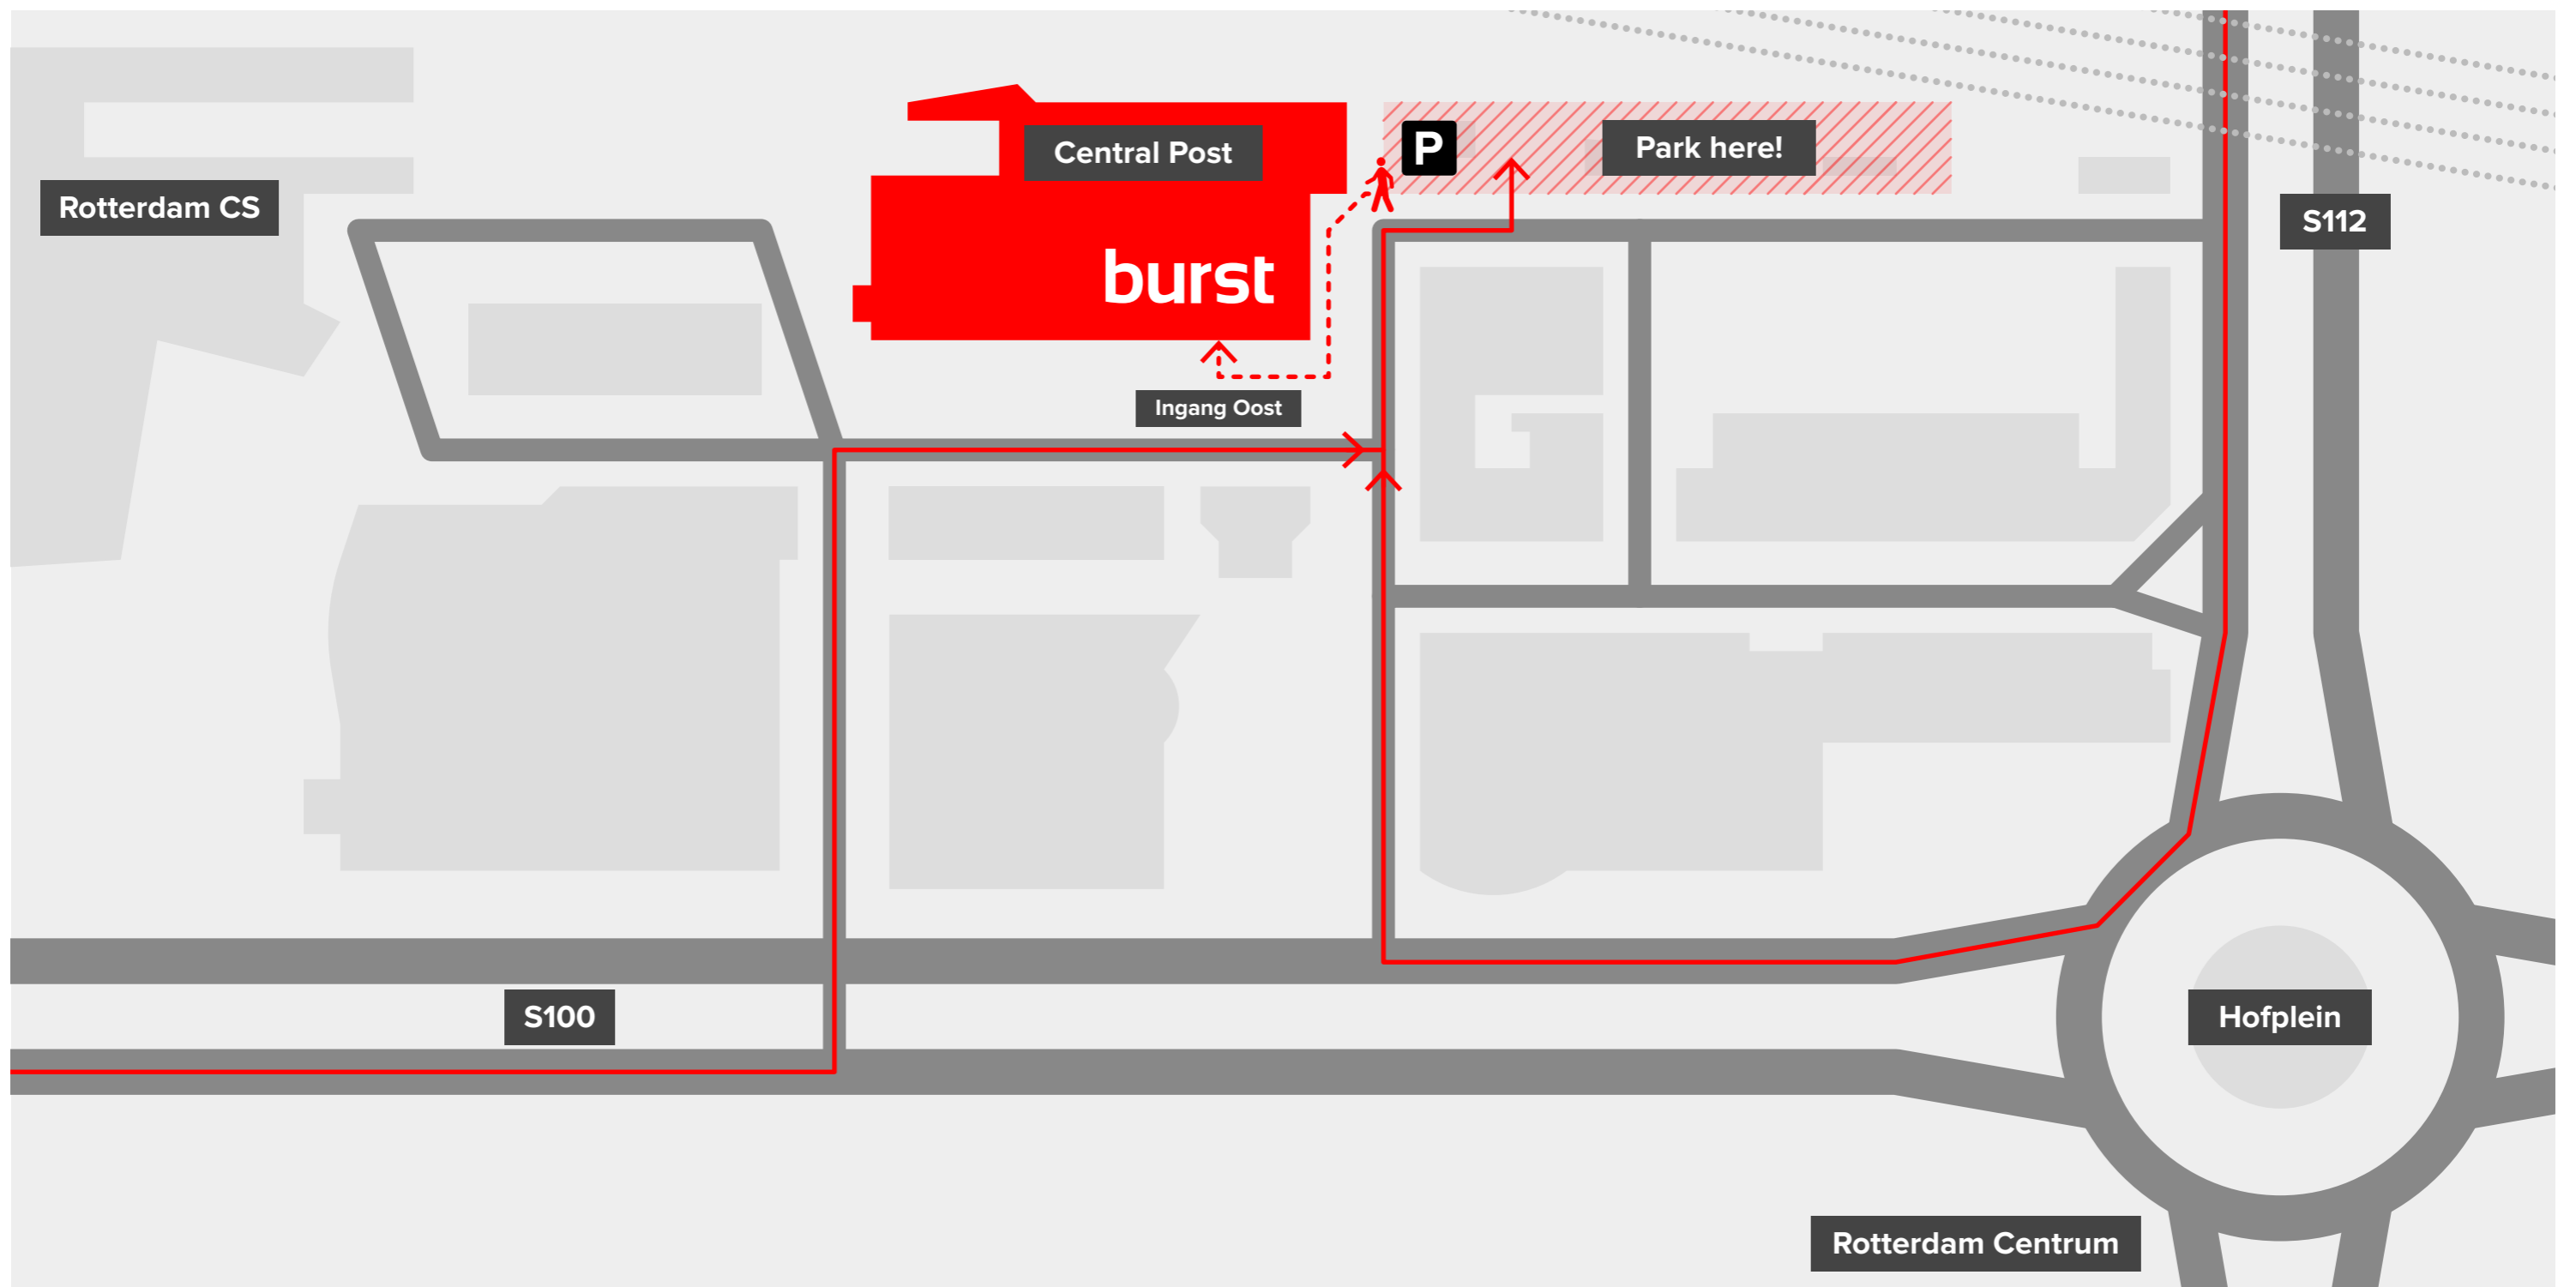 Central Post
P
Park here!
Rotterdam CS
S112
burst
Ingang Oost
S100
Hofplein
Rotterdam Centrum